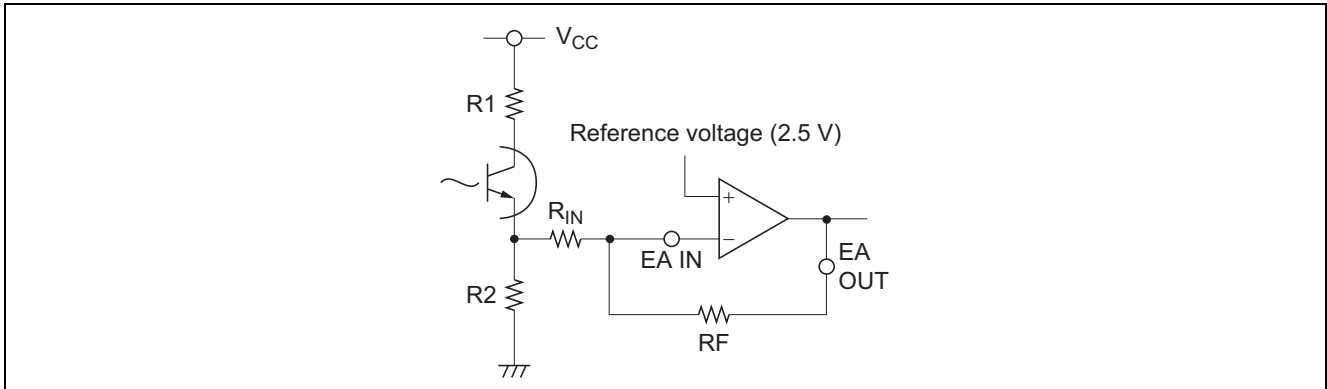 VCC
R1
Reference voltage (2.5 V)
+
RIN
−
EA IN
EA
OUT
R2
RF